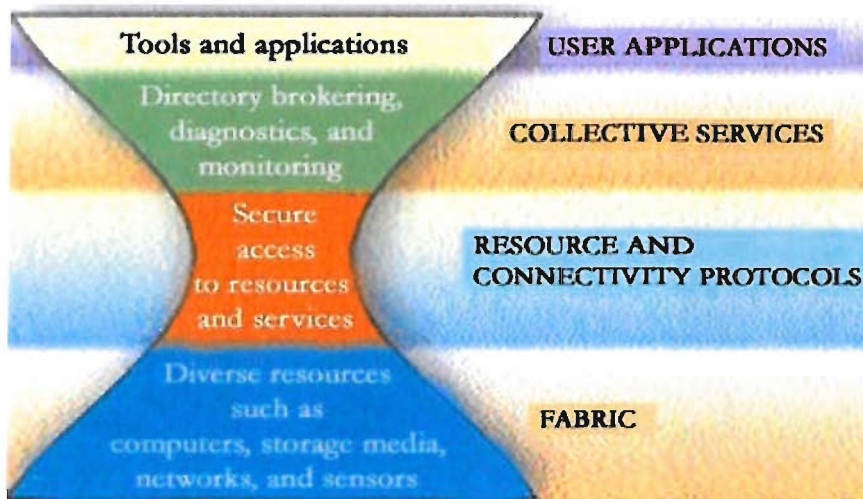 Tools and applications
USER APPLICATIONS
Directory brokering,
diagnostics, and
monitoring
COLLECTIVE SERVICES
Secure
access
to resources
and services
RESOURCE AND
CONNECTIVITY PROTOCOLS
Diverse resources
such as
computers, storage media,
networks, and sensors
FABRIC